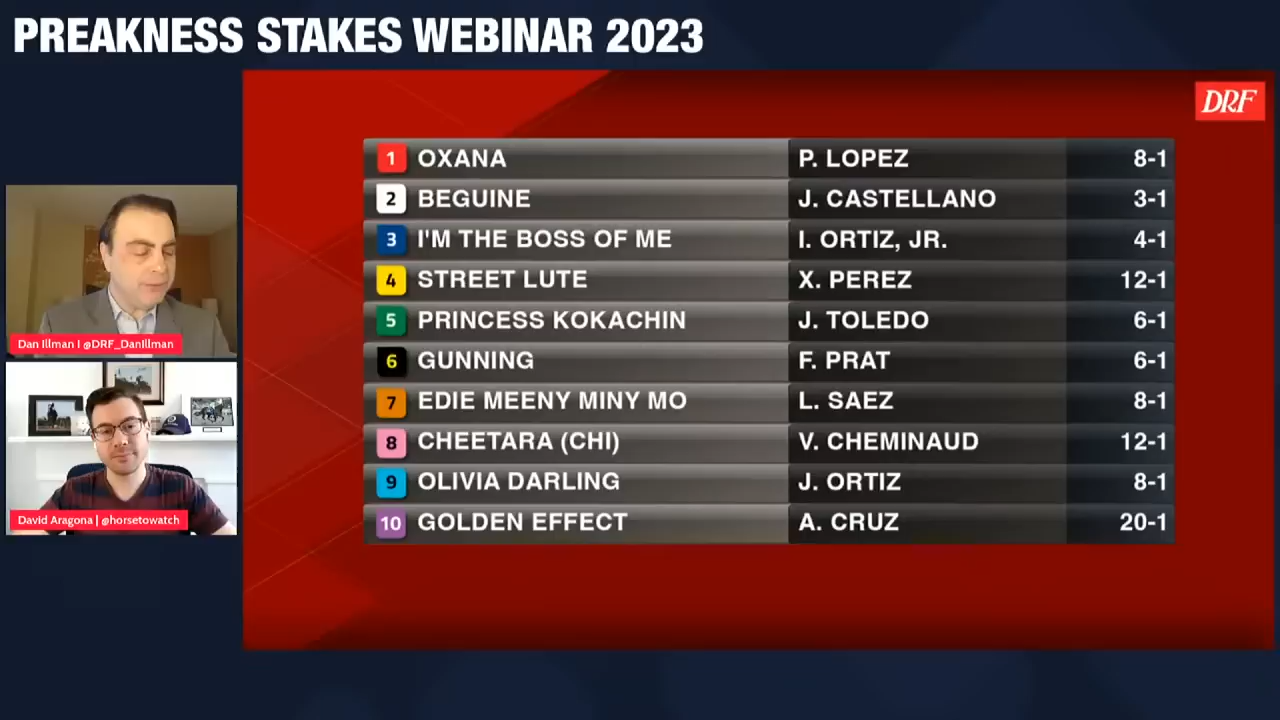 PREAKNESS STAKES WEBINAR 2023
DRF
1 OXANA P. LOPEZ 8-1
2 BEGUINE J. CASTELLANO 3-1
3 I'M THE BOSS OF ME I. ORTIZ, JR. 4-1
4 STREET LUTE X. PEREZ 12-1
5 PRINCESS KOKACHIN J. TOLEDO 6-1
6 GUNNING F. PRAT 6-1
7 EDIE MEENY MINY MO L. SAEZ 8-1
8 CHEETARA (CHI) V. CHEMINAUD 12-1
9 OLIVIA DARLING J. ORTIZ 8-1
10 GOLDEN EFFECT A. CRUZ 20-1
Dan Illman I @DRF_DanIllman
David Aragona | @horsetowatch